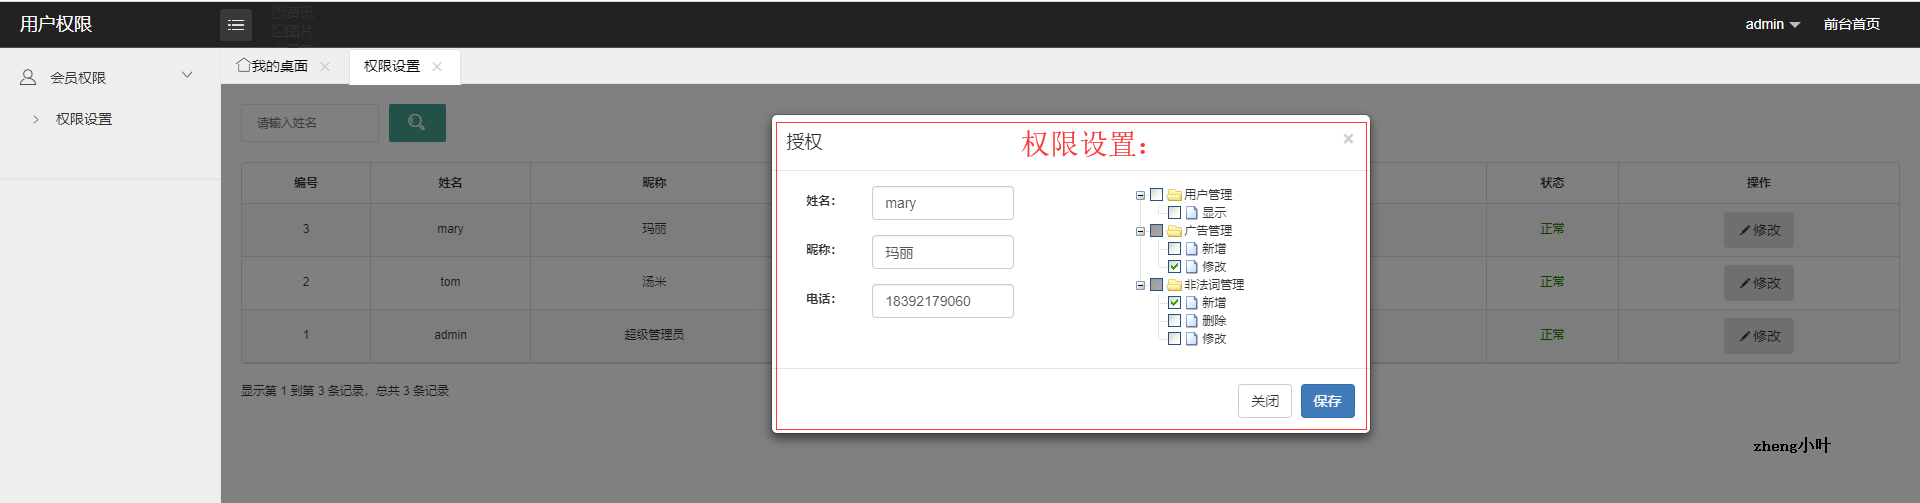 用户权限
资讯
图片
admin
前台首页
会员权限
权限设置
我的桌面
权限设置
请输入姓名
编号 姓名 昵称 状态 操作
3 mary 玛丽 正常 修改
2 tom 汤米 正常 修改
1 admin 超级管理员 正常 修改
显示第 1 到第 3 条记录，总共 3 条记录
授权
权限设置：
×
姓名：
mary
昵称：
玛丽
电话：
18392179060
用户管理
显示
广告管理
新增
修改
非法词管理
新增
删除
修改
关闭
保存
zheng小叶